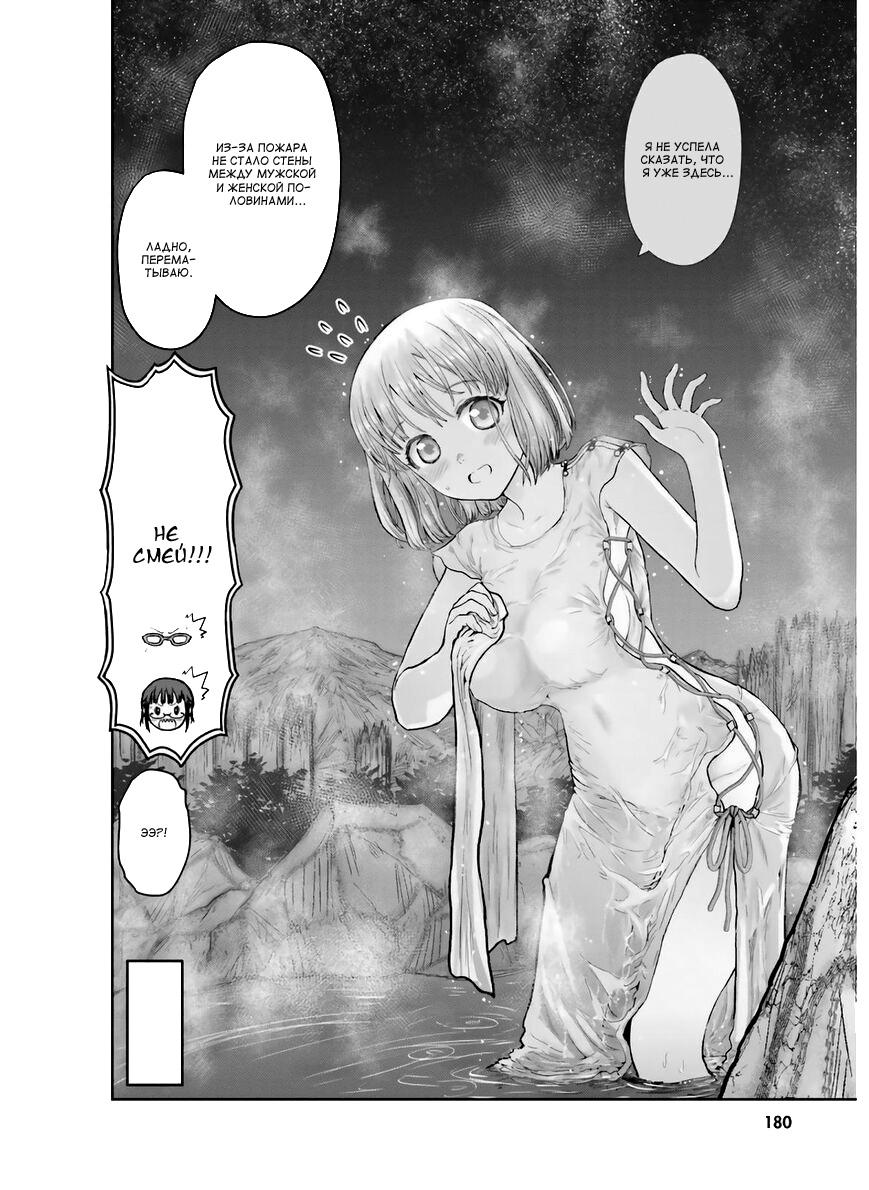 Я НЕ УСПЕЛА
СКАЗАТЬ, ЧТО
Я УЖЕ ЗДЕСЬ...
ИЗ-ЗА ПОЖАРА
НЕ СТАЛО СТЕНЫ
МЕЖДУ МУЖСКОЙ
И ЖЕНСКОЙ ПО-
ЛОВИНАМИ...
ЛАДНО,
ПЕРЕМА-
ТЫВАЮ.
НЕ
СМЕЙ!!!
ЭЭ?!
180